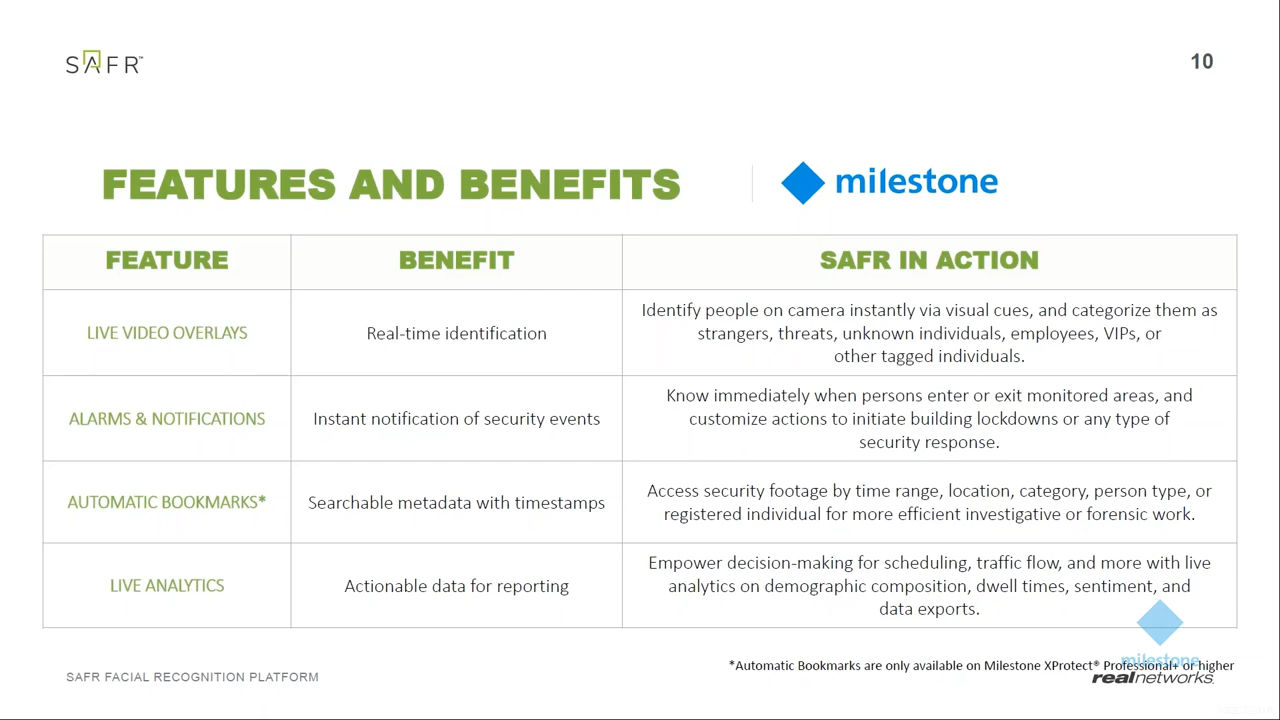 SAFR™
10
FEATURES AND BENEFITS
milestone
FEATURE
BENEFIT
SAFR IN ACTION
LIVE VIDEO OVERLAYS
Real-time identification
Identify people on camera instantly via visual cues, and categorize them as
strangers, threats, unknown individuals, employees, VIPs, or
other tagged individuals.
ALARMS & NOTIFICATIONS
Instant notification of security events
Know immediately when persons enter or exit monitored areas, and
customize actions to initiate building lockdowns or any type of
security response.
AUTOMATIC BOOKMARKS*
Searchable metadata with timestamps
Access security footage by time range, location, category, person type, or
registered individual for more efficient investigative or forensic work.
LIVE ANALYTICS
Actionable data for reporting
Empower decision-making for scheduling, traffic flow, and more with live
analytics on demographic composition, dwell times, sentiment, and
data exports.
milestone
*Automatic Bookmarks are only available on Milestone XProtect® Professional+ or higher
SAFR FACIAL RECOGNITION PLATFORM
realnetworks.